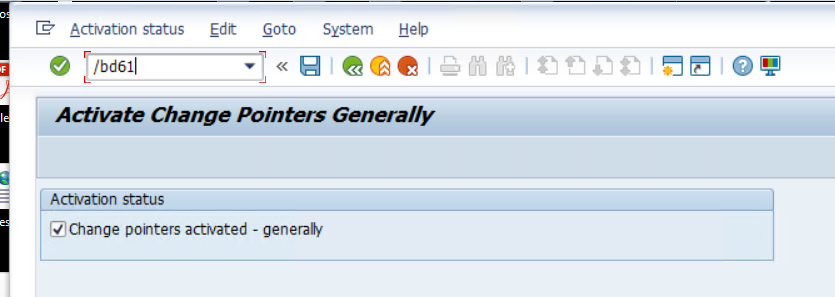 Activation status Edit Goto System Help
/bd61
Activate Change Pointers Generally
Activation status
Change pointers activated - generally